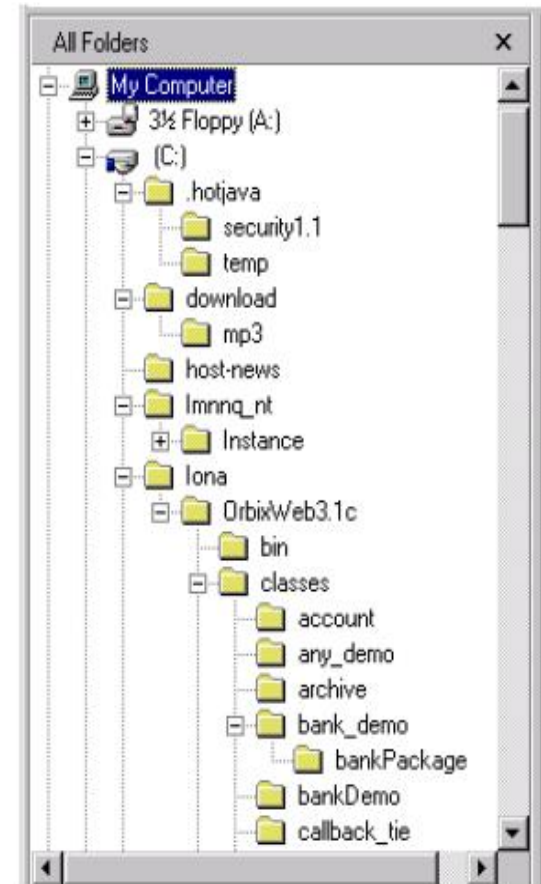 All Folders
My Computer
3½ Floppy (A:)
(C:)
.hotjava
security1.1
temp
download
mp3
host-news
lmnnq_nt
Instance
Iona
OrbixWeb3.1c
bin
classes
account
any_demo
archive
bank_demo
bankPackage
bankDemo
callback_tie